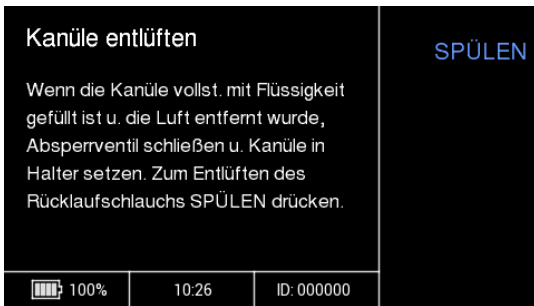 Kanüle entlüften
Wenn die Kanüle vollst. mit Flüssigkeit
gefüllt ist u. die Luft entfernt wurde,
Absperrventil schließen u. Kanüle in
Halter setzen. Zum Entlüften des
Rücklaufschlauchs SPÜLEN drücken.
SPÜLEN
100%
10:26
ID: 000000